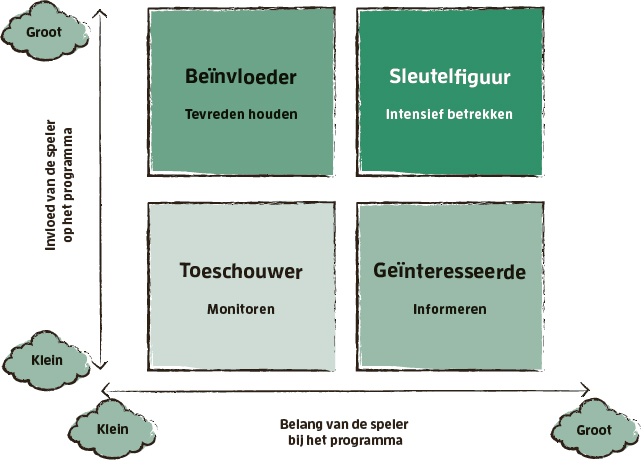 Groot
Beïnvloeder
Tevreden houden
Sleutelfiguur
Intensief betrekken
Invloed van de speler
op het programma
Toeschouwer
Monitoren
Geïnteresseerde
Informeren
Klein
Klein
Belang van de speler
bij het programma
Groot